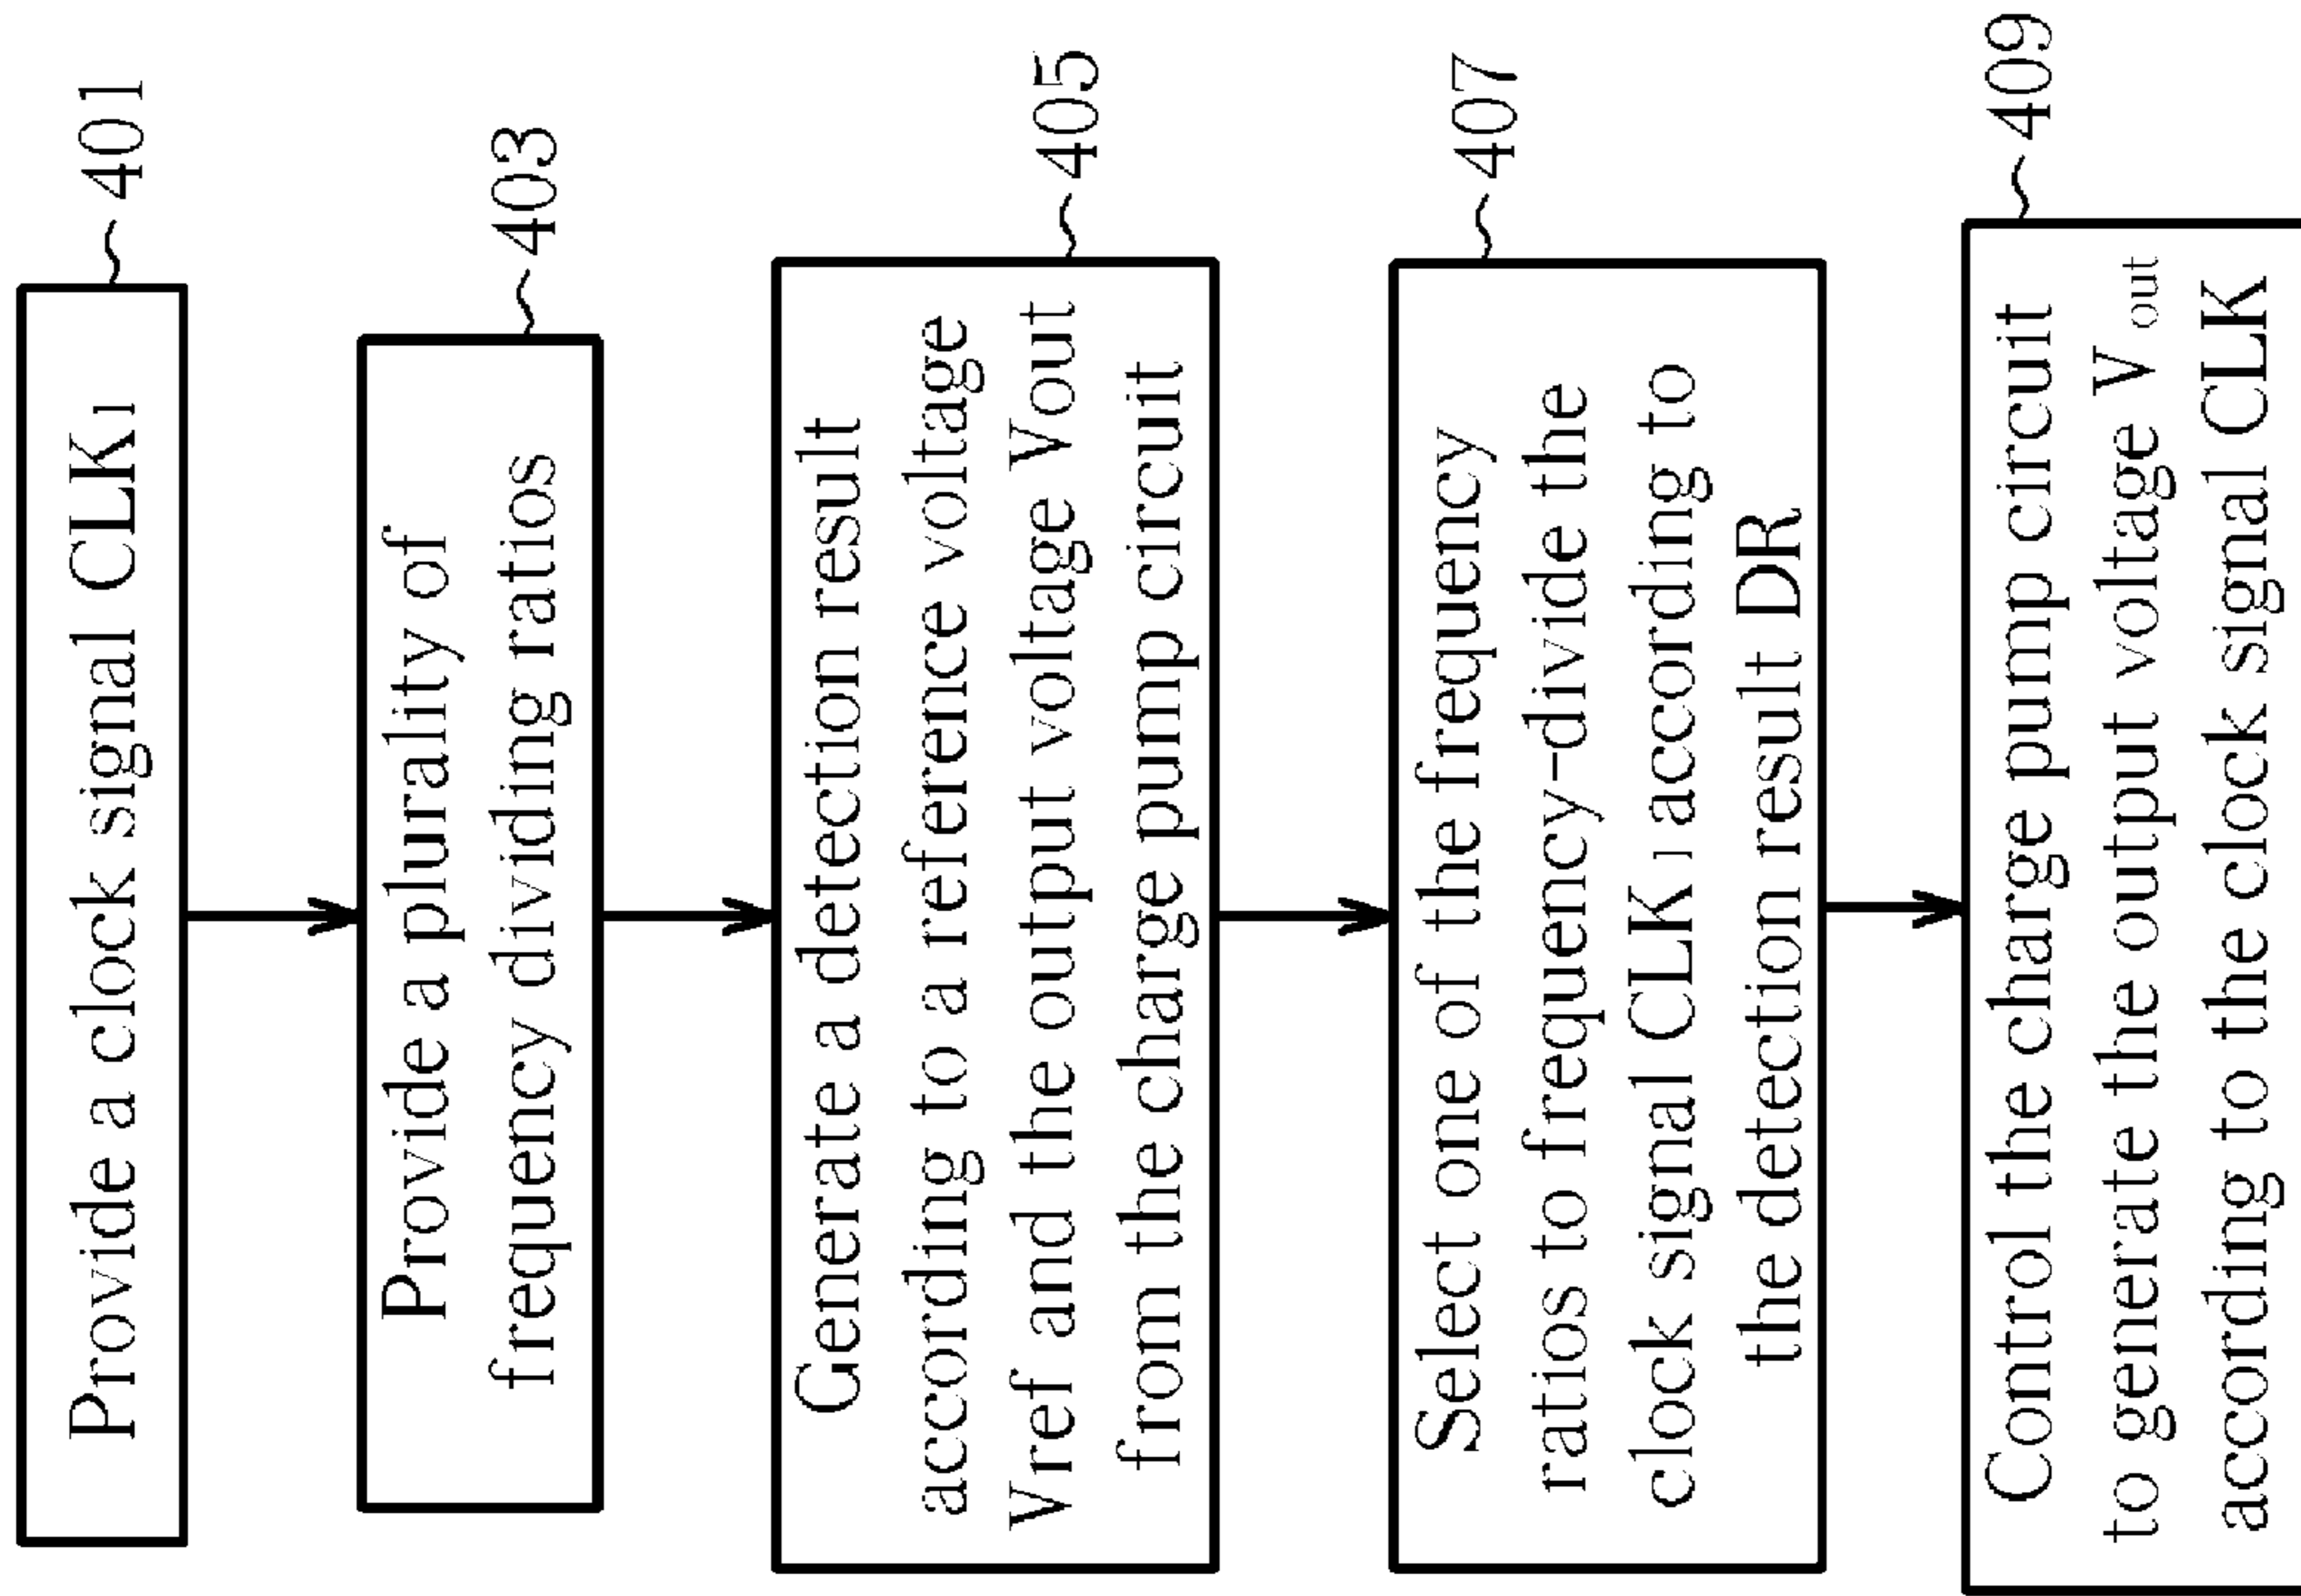 Provide a clock signal CLK1
401
Provide a plurality of
frequency dividing ratios
403
Generate a detection result
according to a reference voltage
Vref and the output voltage Vout
from the charge pump circuit
405
Select one of the frequency
ratios to frequency-divide the
clock signal CLK1 according to
the detection result DR
407
Control the charge pump circuit
to generate the output voltage Vout
according to the clock signal CLK
409